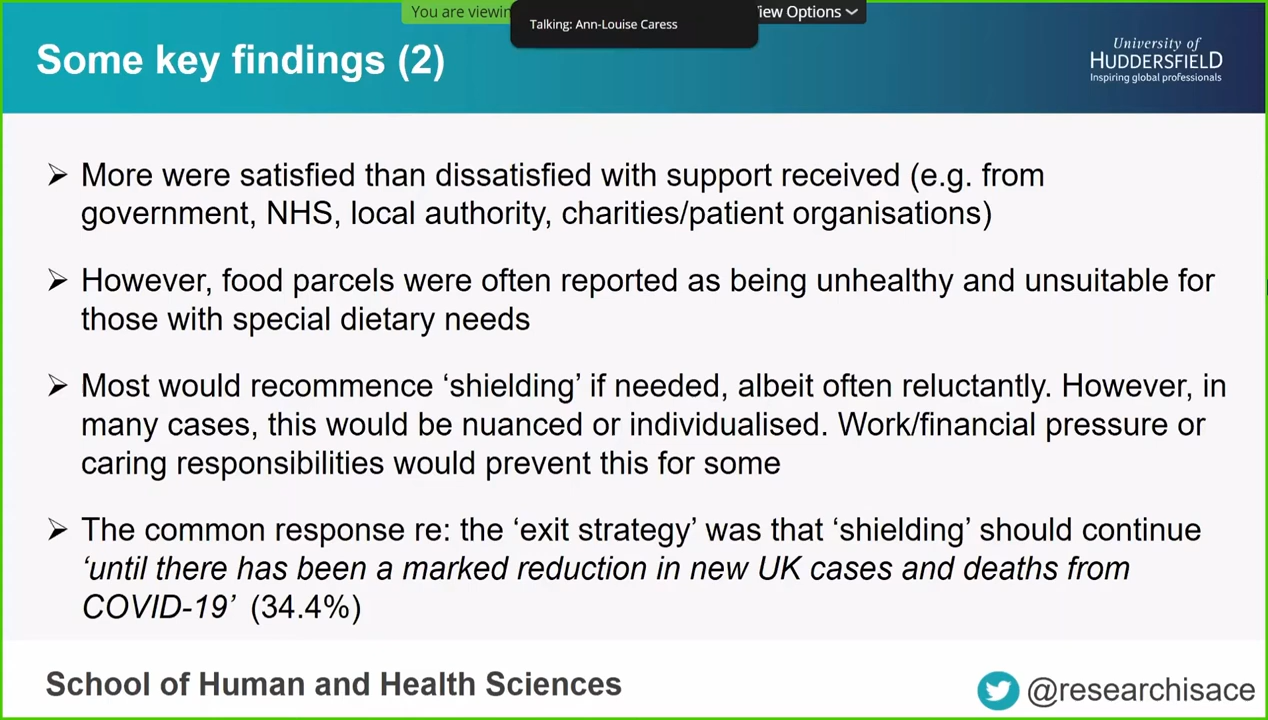 You are viewin
Talking: Ann-Louise Caress
iew Options
Some key findings (2)
University of
HUDDERSFIELD
Inspiring global professionals
➢ More were satisfied than dissatisfied with support received (e.g. from
government, NHS, local authority, charities/patient organisations)
➢ However, food parcels were often reported as being unhealthy and unsuitable for
those with special dietary needs
➢ Most would recommence ‘shielding’ if needed, albeit often reluctantly. However, in
many cases, this would be nuanced or individualised. Work/financial pressure or
caring responsibilities would prevent this for some
➢ The common response re: the ‘exit strategy’ was that ‘shielding’ should continue
‘until there has been a marked reduction in new UK cases and deaths from
COVID-19’ (34.4%)
School of Human and Health Sciences
@researchisace